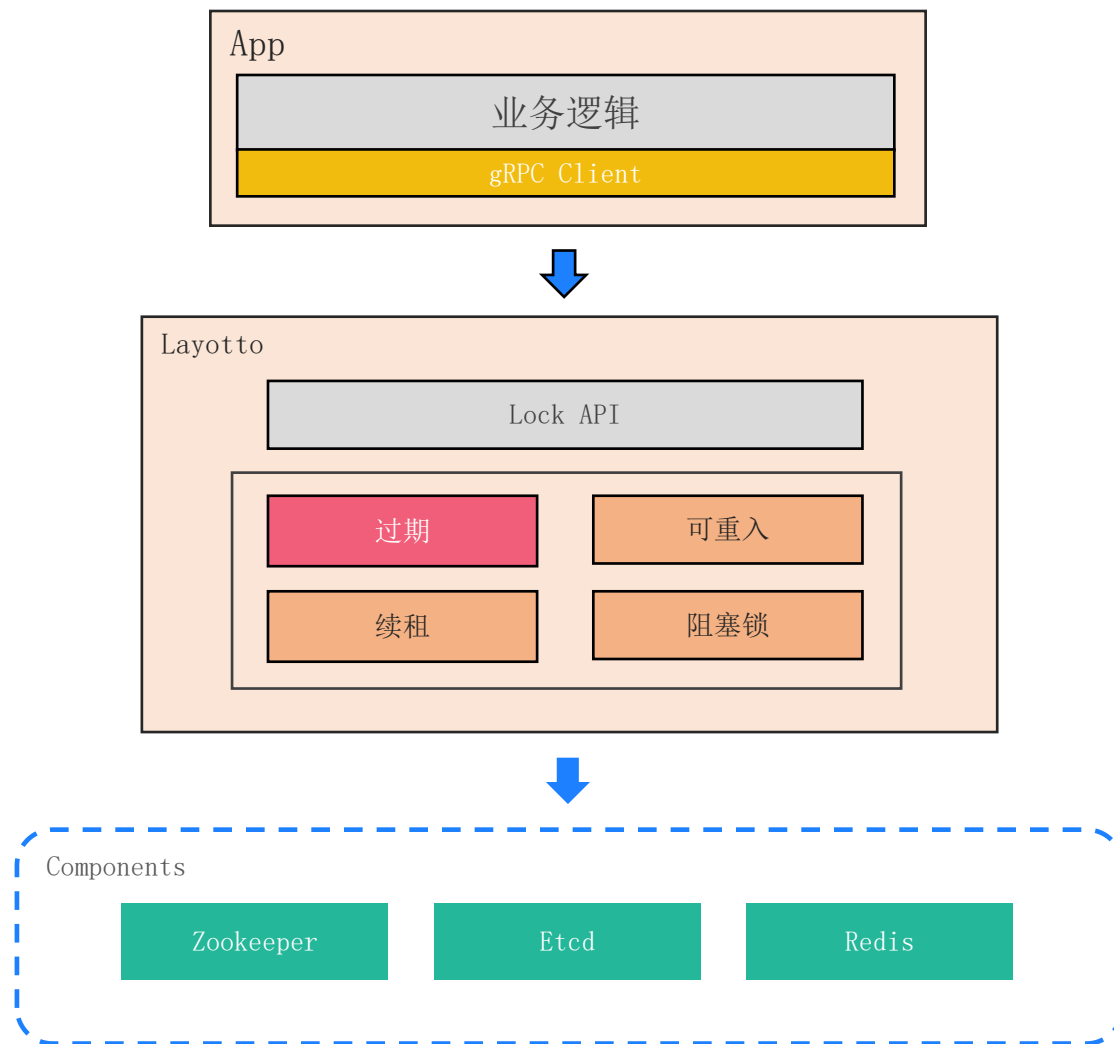 App
业务逻辑
gRPC Client
Layotto
Lock API
过期
可重入
续租
阻塞锁
Components
Zookeeper
Etcd
Redis